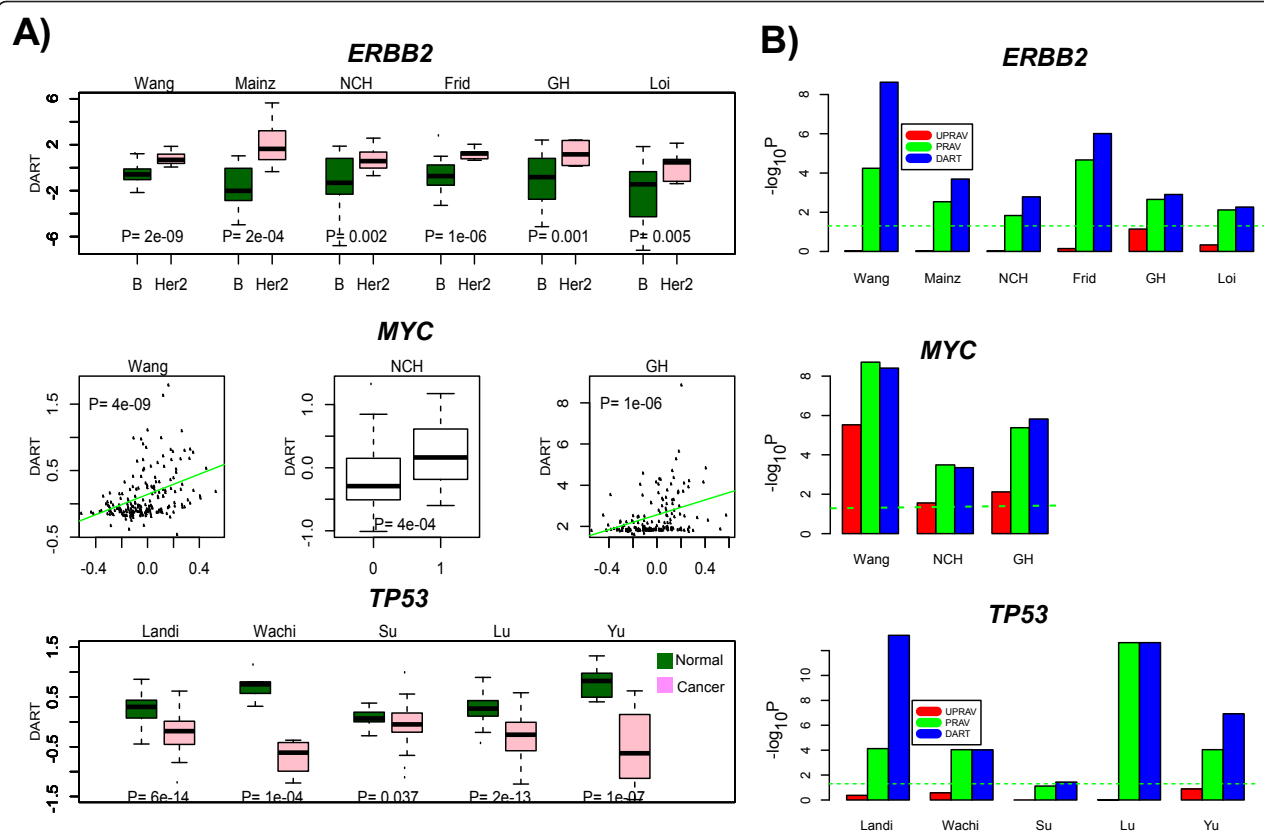 A)
ERBB2
Wang Mainz NCH Frid GH Loi
6
2
-2
-6
DART
P= 2e-09 P= 2e-04 P= 0.002 P= 1e-06 P= 0.001 P= 0.005
B Her2 B Her2 B Her2 B Her2 B Her2 B Her2
MYC
Wang
P= 4e-09
DART
1.5
0.5
-0.5
-0.4 0.0 0.4
NCH
DART
1.0
0.0
-1.0
P= 4e-04
0 1
GH
P= 1e-06
DART
8
6
4
2
-0.4 0.0 0.4
TP53
Landi Wachi Su Lu Yu
Normal
Cancer
DART
1.5
0.5
-0.5
-1.5
P= 6e-14 P= 1e-04 P= 0.037 P= 2e-13 P= 1e-07
B)
ERBB2
-log10P
8
6
4
2
0
UPRAV
PRAV
DART
Wang Mainz NCH Frid GH Loi
MYC
-log10P
8
6
4
2
0
Wang NCH GH
TP53
-log10P
10
8
6
4
2
0
UPRAV
PRAV
DART
Landi Wachi Su Lu Yu